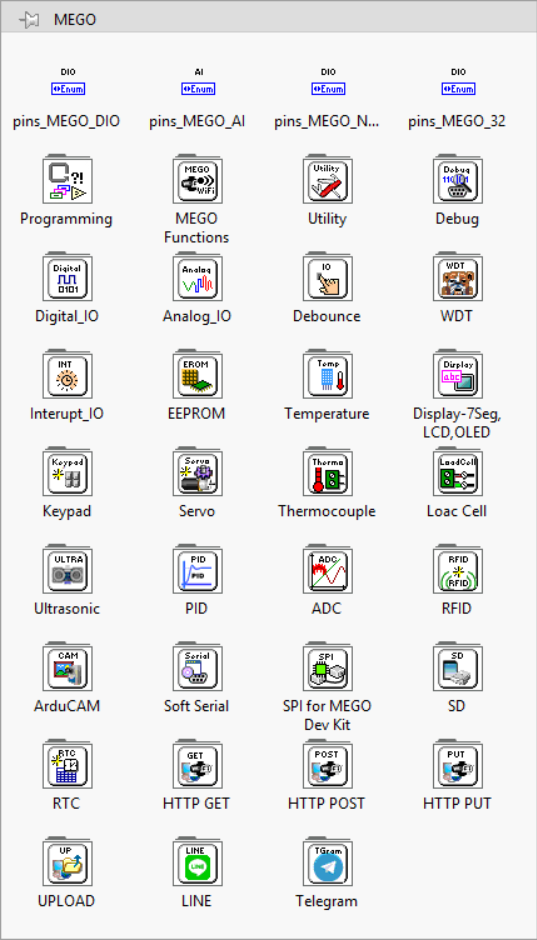 MEGO
DIO AI DIO DIO
Enum Enum Enum Enum
pins_MEGO_DIO pins_MEGO_AI pins_MEGO_N... pins_MEGO_32
?! MEGO WiFi Utility Debug 110101
Programming MEGO Functions Utility Debug
Digital 0101 Analog IO WDT
Digital_IO Analog_IO Debounce WDT
INT EROM Temp Display abc
Interupt_IO EEPROM Temperature Display-7Seg, LCD,OLED
Keypad Servo Thermo LoadCell
Keypad Servo Thermocouple Loac Cell
ULTRA PID PID ADC RFID RFID
Ultrasonic PID ADC RFID
CAM Serial SPI SD
ArduCAM Soft Serial SPI for MEGO Dev Kit SD
RTC GET POST PUT
RTC HTTP GET HTTP POST HTTP PUT
UP LINE LINE TGram
UPLOAD LINE Telegram